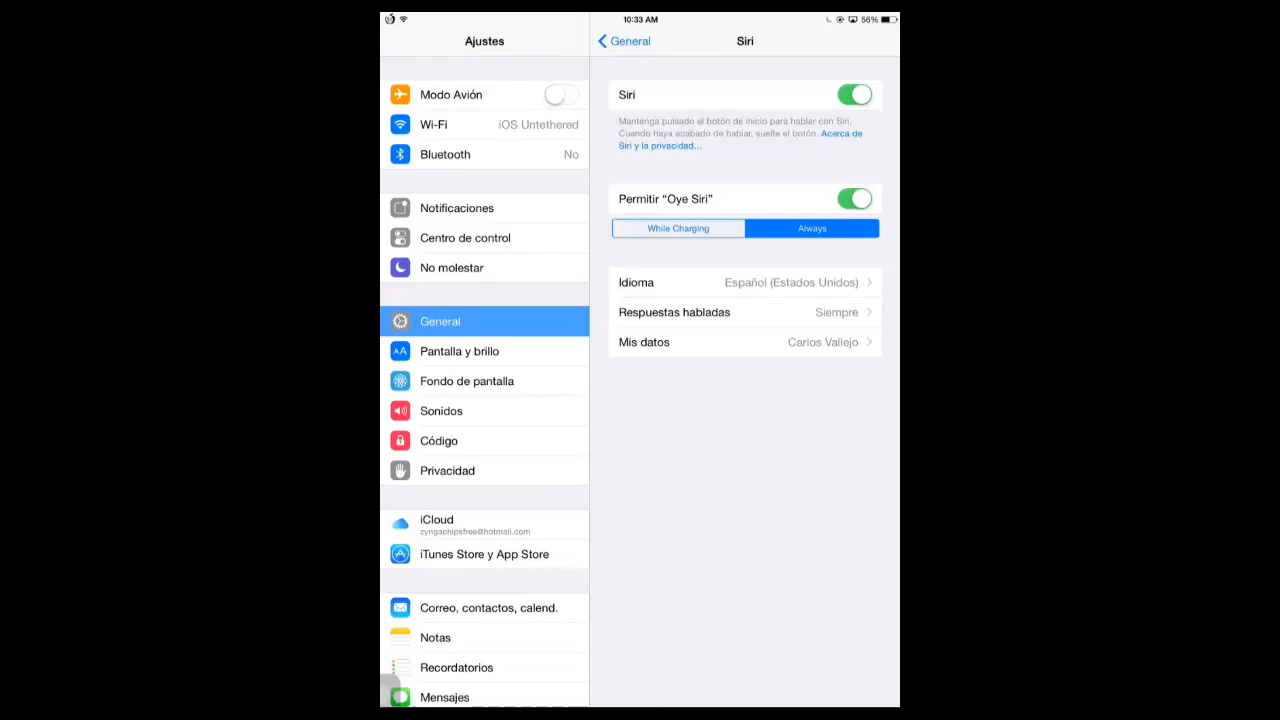 10:33 AM
56%
Ajustes
General
Siri
Modo Avión
Wi-Fi
iOS Untethered
Bluetooth
No
Notificaciones
Centro de control
No molestar
General
Pantalla y brillo
Fondo de pantalla
Sonidos
Código
Privacidad
iCloud
zyngachipsfree@hotmail.com
iTunes Store y App Store
Correo, contactos, calend.
Notas
Recordatorios
Mensajes
Siri
Mantenga pulsado el botón de inicio para hablar con Siri.
Cuando haya acabado de hablar, suelte el botón. Acerca de
Siri y la privacidad...
Permitir “Oye Siri”
While Charging
Always
Idioma
Español (Estados Unidos)
Respuestas habladas
Siempre
Mis datos
Carlos Vallejo